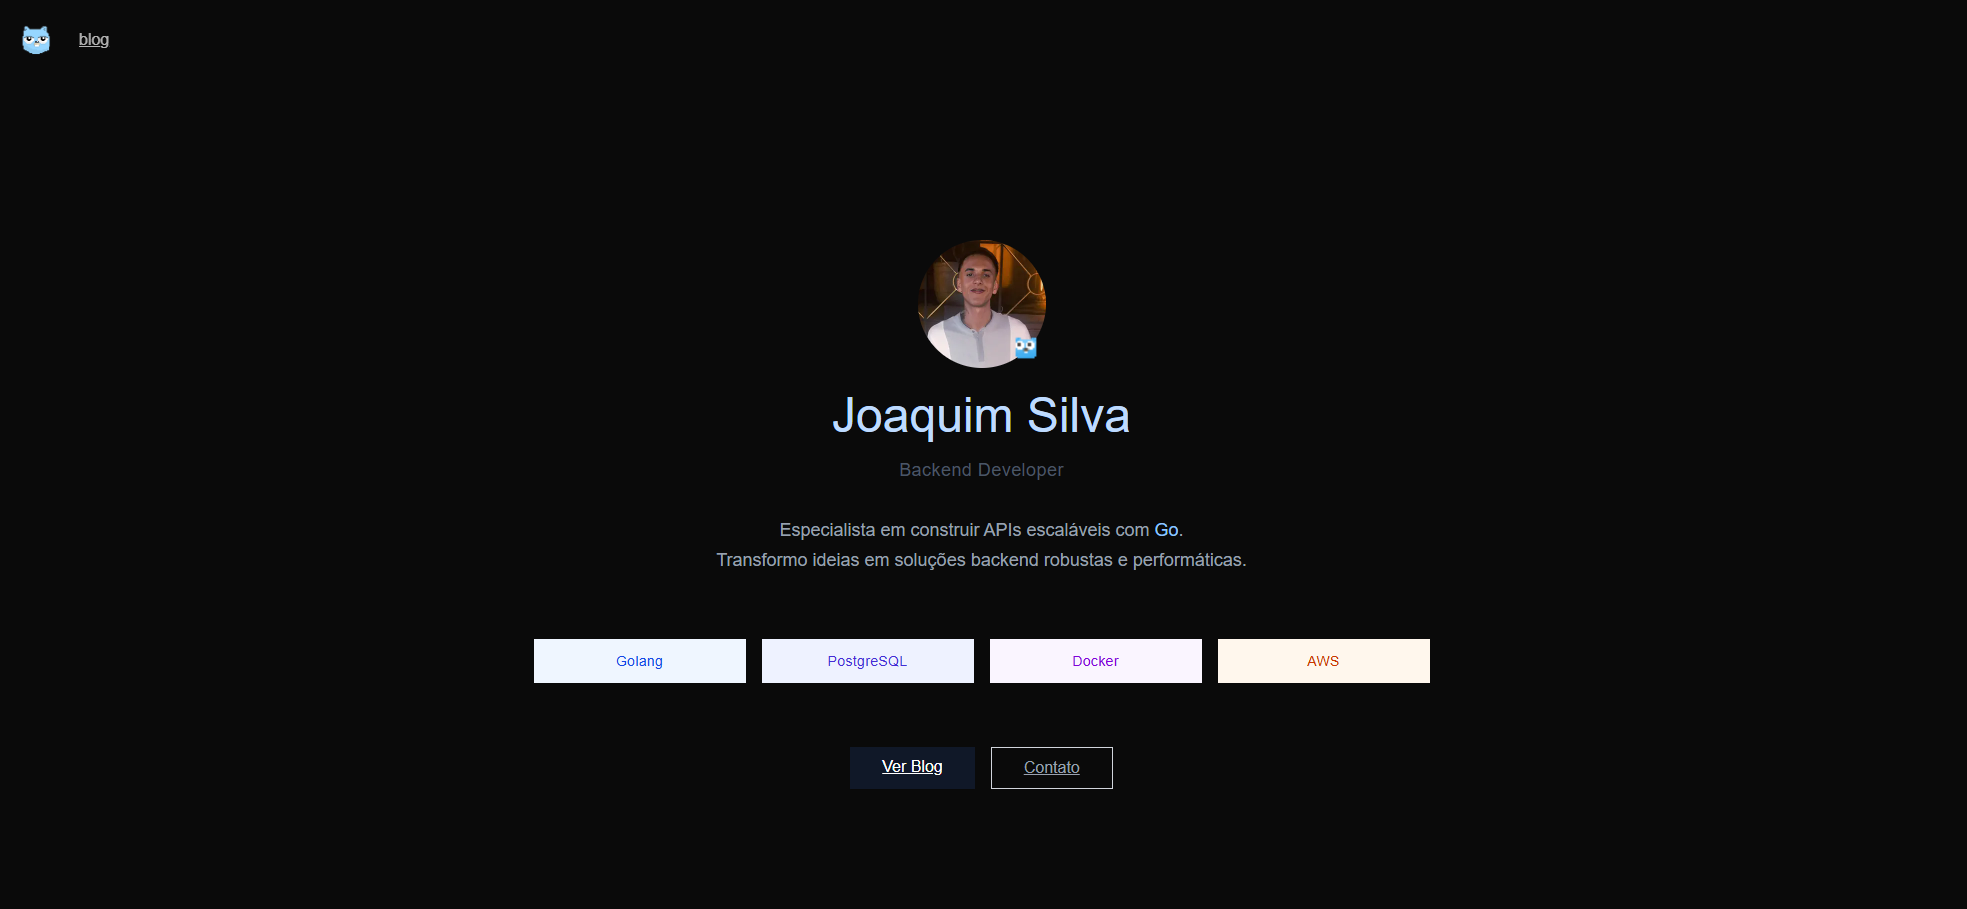 blog
Joaquim Silva
Backend Developer
Especialista em construir APIs escaláveis com Go.
Transformo ideias em soluções backend robustas e performáticas.
Golang
PostgreSQL
Docker
AWS
Ver Blog
Contato